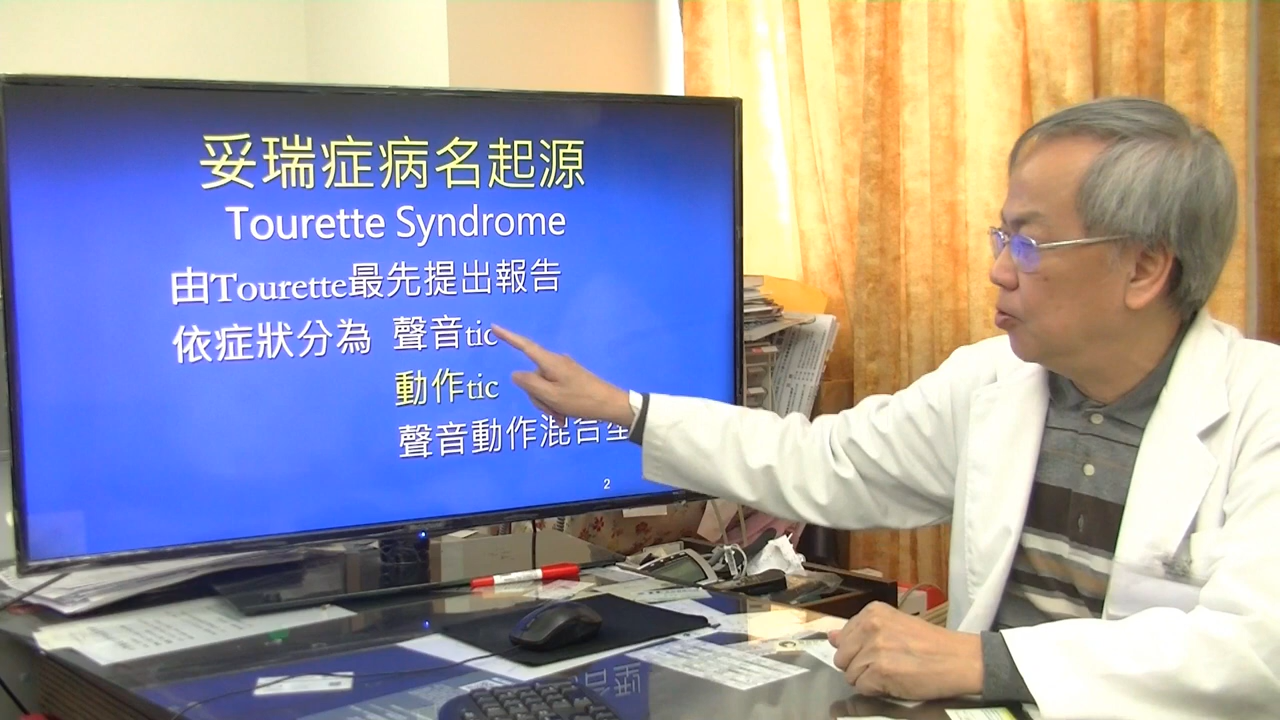 妥瑞症病名起源
Tourette Syndrome
由Tourette最先提出報告
依症狀分為 聲音tic
動作tic
聲音動作混合型
2